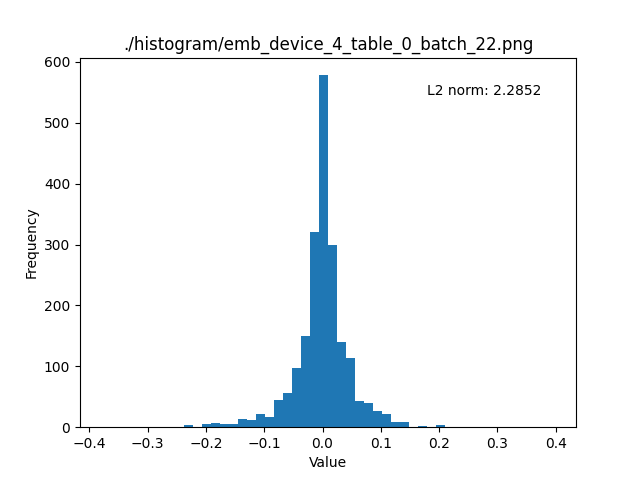 ./histogram/emb_device_4_table_0_batch_22.png
L2 norm: 2.2852
600
500
400
300
200
100
0
Frequency
−0.4 −0.3 −0.2 −0.1 0.0 0.1 0.2 0.3 0.4
Value